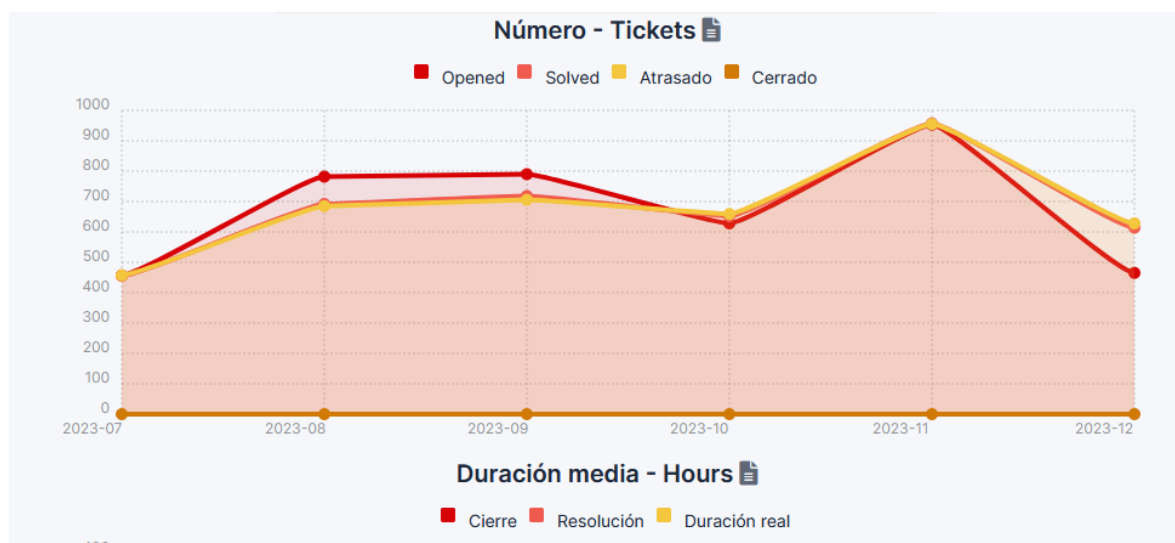 Número - Tickets
Opened Solved Atrasado Cerrado
1000
900
800
700
600
500
400
300
200
100
0
2023-07 2023-08 2023-09 2023-10 2023-11 2023-12
Duración media - Hours
Cierre Resolución Duración real